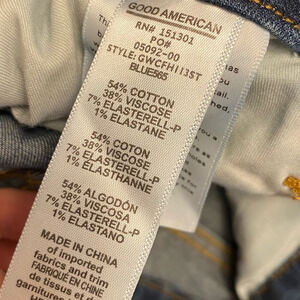 GOOD AMERICAN
RN# 151301
PO#
05092-00
STYLE: GWCFH113ST
BLUE565
54% COTTON
38% VISCOSE
7% ELASTERELL-P
1% ELASTANE
54% COTON
38% VISCOSE
7% ELASTERELL-P
1% ELASTHANNE
54% ALGODÓN
38% VISCOSA
7% ELASTERELL-P
1% ELASTANO
MADE IN CHINA
of imported
fabrics and trim
FABRIQUÉ EN CHINE
de tissus et
garnitures